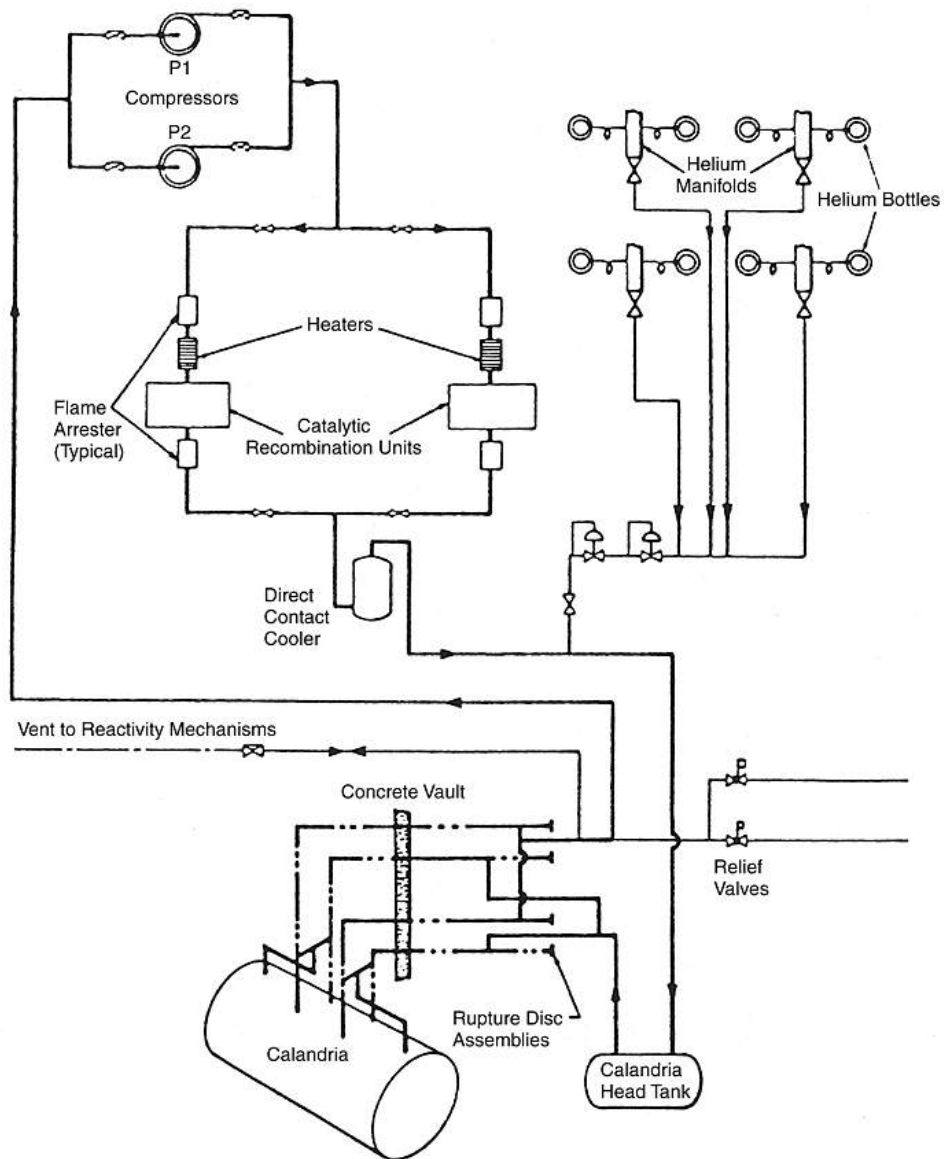 P1
Compressors
P2
Helium
Manifolds
Helium Bottles
Heaters
Flame
Arrester
(Typical)
Catalytic
Recombination Units
Direct
Contact
Cooler
Vent to Reactivity Mechanisms
Concrete Vault
Relief
Valves
Rupture Disc
Assemblies
Calandria
Calandria
Head Tank